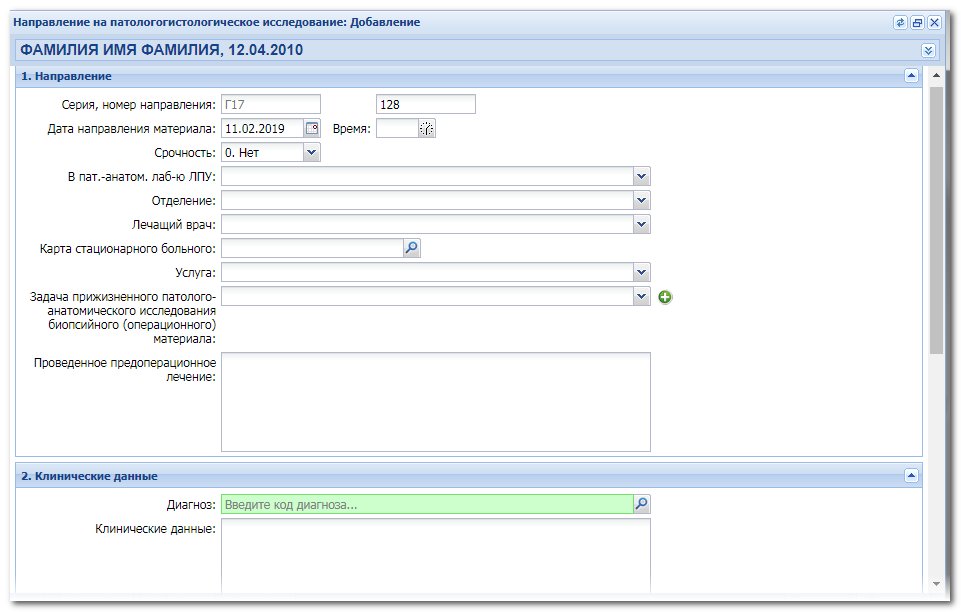 Направление на патологогистологическое исследование: Добавление
ФАМИЛИЯ ИМЯ ФАМИЛИЯ, 12.04.2010
1. Направление
Серия, номер направления: Г17 128
Дата направления материала: 11.02.2019 Время:
Срочность: 0. Нет
В пат.-анатом. лаб-ю ЛПУ:
Отделение:
Лечащий врач:
Карта стационарного больного:
Услуга:
Задача прижизненного патолого-
анатомического исследования
биопсийного (операционного)
материала:
Проведенное предоперационное
лечение:
2. Клинические данные
Диагноз: Введите код диагноза...
Клинические данные: